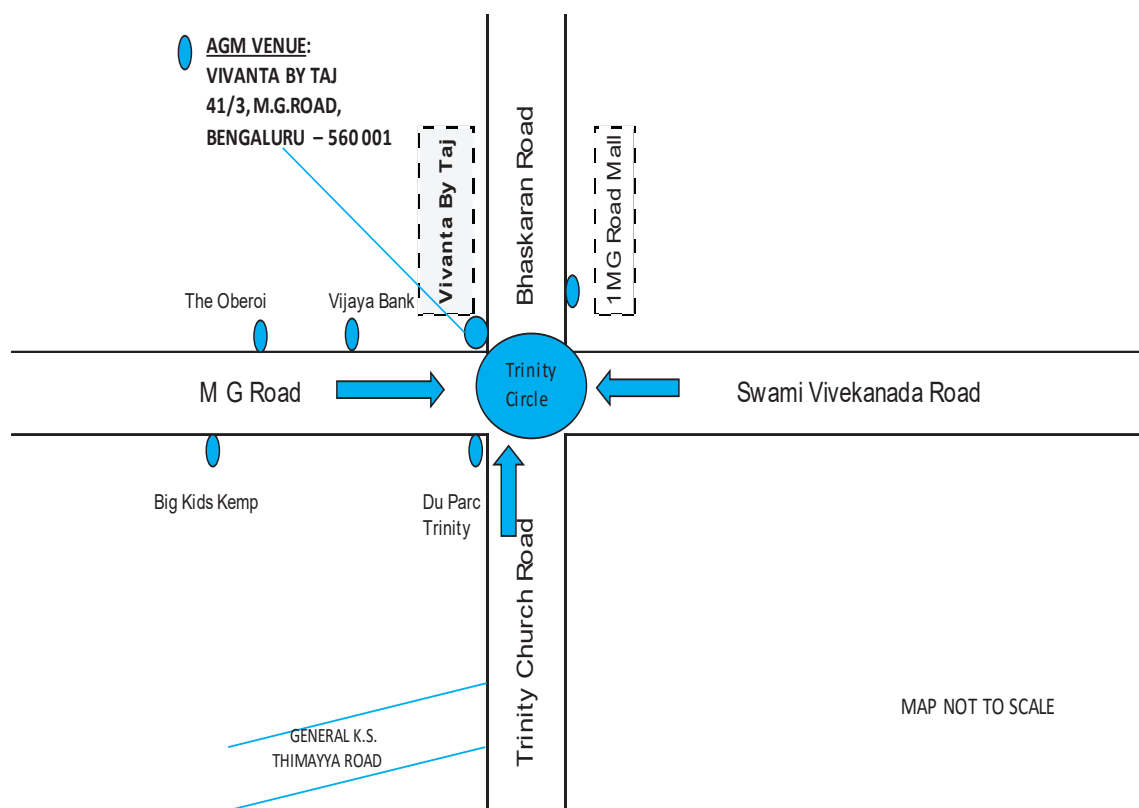 AGM VENUE:
VIVANTA BY TAJ
41/3, M.G.ROAD,
BENGALURU – 560 001
Vivanta By Taj
Bhaskaran Road
1MG Road Mall
The Oberoi
Vijaya Bank
Trinity
Circle
M G Road
Swami Vivekanada Road
Big Kids Kemp
Du Parc
Trinity
Trinity Church Road
MAP NOT TO SCALE
GENERAL K.S.
THIMAYYA ROAD